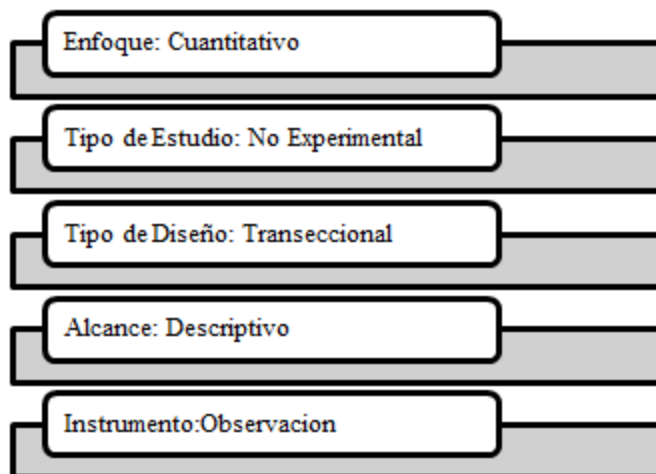 Enfoque: Cuantitativo
Tipo de Estudio: No Experimental
Tipo de Diseño: Transeccional
Alcance: Descriptivo
Instrumento:Observacion